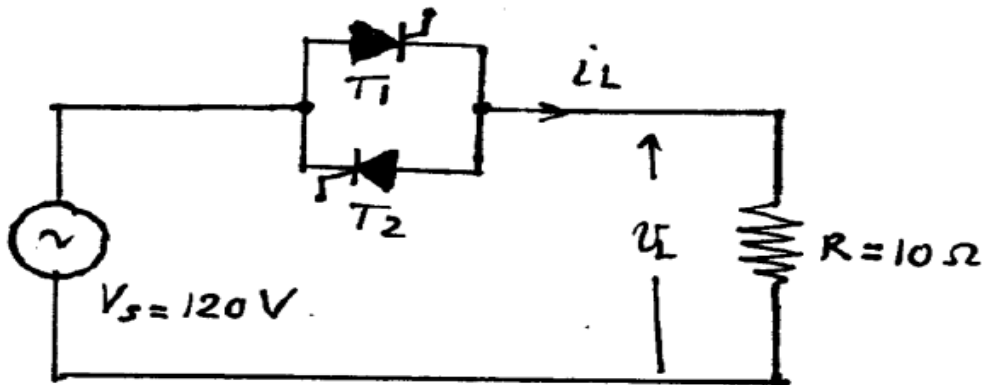 T1
iL
T2
VL
R = 10 Ω
Vs = 120 V.